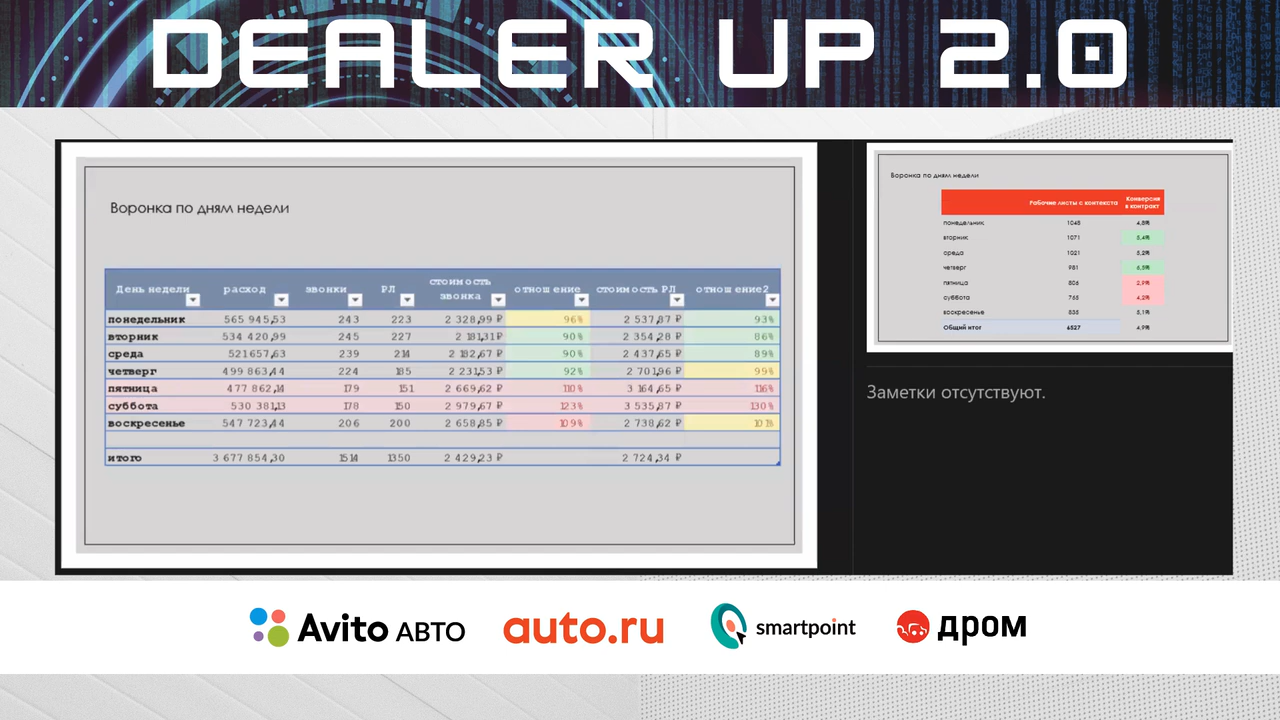 DEALER UP 2.0
Воронка по дням недели
День недели расход звонки РЛ стоимость звонка отношение стоимость РЛ отношение2
понедельник 565 945,53 243 223 2 328,99 ₽ 96% 2 537,87 ₽ 93%
вторник 534 420,99 245 227 2 181,31 ₽ 90% 2 354,28 ₽ 86%
среда 521 657,63 239 214 2 182,67 ₽ 90% 2 437,65 ₽ 89%
четверг 499 863,44 224 185 2 231,53 ₽ 92% 2 701,96 ₽ 99%
пятница 477 862,14 179 151 2 669,62 ₽ 110% 3 164,65 ₽ 116%
суббота 530 381,13 178 150 2 979,67 ₽ 123% 3 535,87 ₽ 130%
воскресенье 547 723,44 206 200 2 658,85 ₽ 109% 2 738,62 ₽ 101%
итого 3 677 854,30 1514 1350 2 429,23 ₽ 2 724,34 ₽
Воронка по дням недели
Рабочие листы с контекста Конверсия в контракт
понедельник 1048 4,8%
вторник 1071 5,4%
среда 1021 5,2%
четверг 981 6,5%
пятница 806 2,9%
суббота 765 4,2%
воскресенье 835 5,1%
Общий итог 6527 4,9%
Заметки отсутствуют.
Avito АВТО
auto.ru
smartpoint
дром